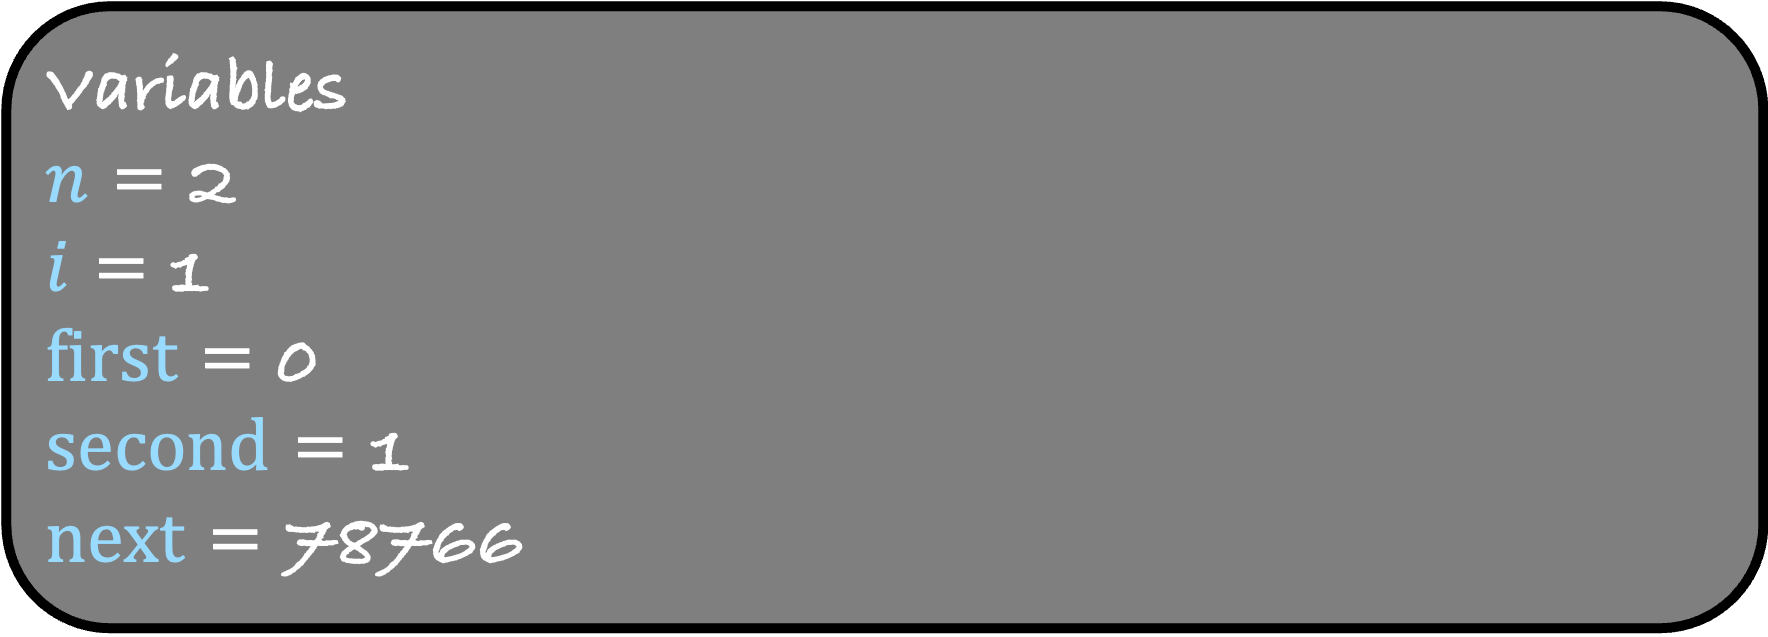 Variables
n = 2
i = 1
first = 0
second = 1
next = 78766